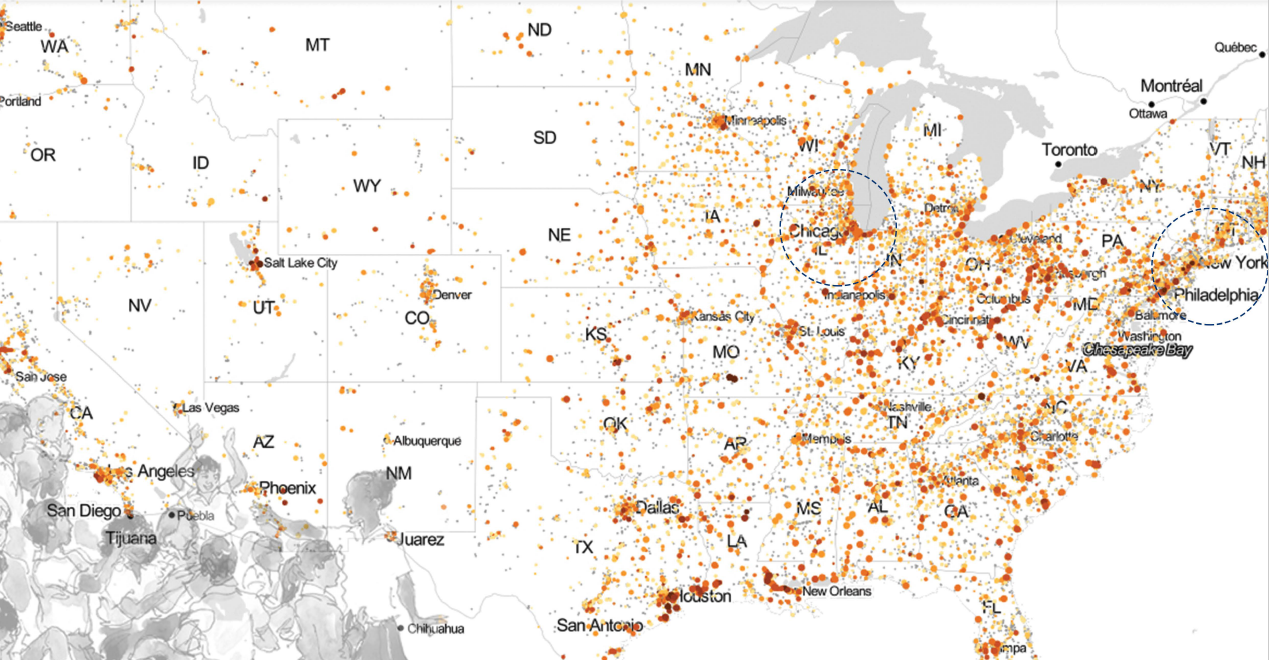 Seattle
WA
Portland
OR
MT
ID
WY
ND
SD
NE
MN
Minneapolis
WI
MI
Québec
Montréal
Ottawa
Toronto
VT
NH
NY
Milwaukee
Chicago
IL
IA
IN
Detroit
Cleveland
OH
PA
Pittsburgh
New York
Philadelphia
Baltimore
Washington
Chesapeake Bay
Salt Lake City
NV
UT
Denver
CO
KS
Kansas City
MO
St. Louis
Indianapolis
Columbus
Cincinnati
KY
WV
VA
San Jose
CA
Las Vegas
AZ
Albuquerque
NM
OK
AR
Memphis
Nashville
TN
NC
Charlotte
Los Angeles
San Diego
Tijuana
Puebla
Phoenix
Juarez
Chihuahua
Dallas
TX
LA
MS
AL
GA
Atlanta
Houston
San Antonio
New Orleans
FL
Tampa